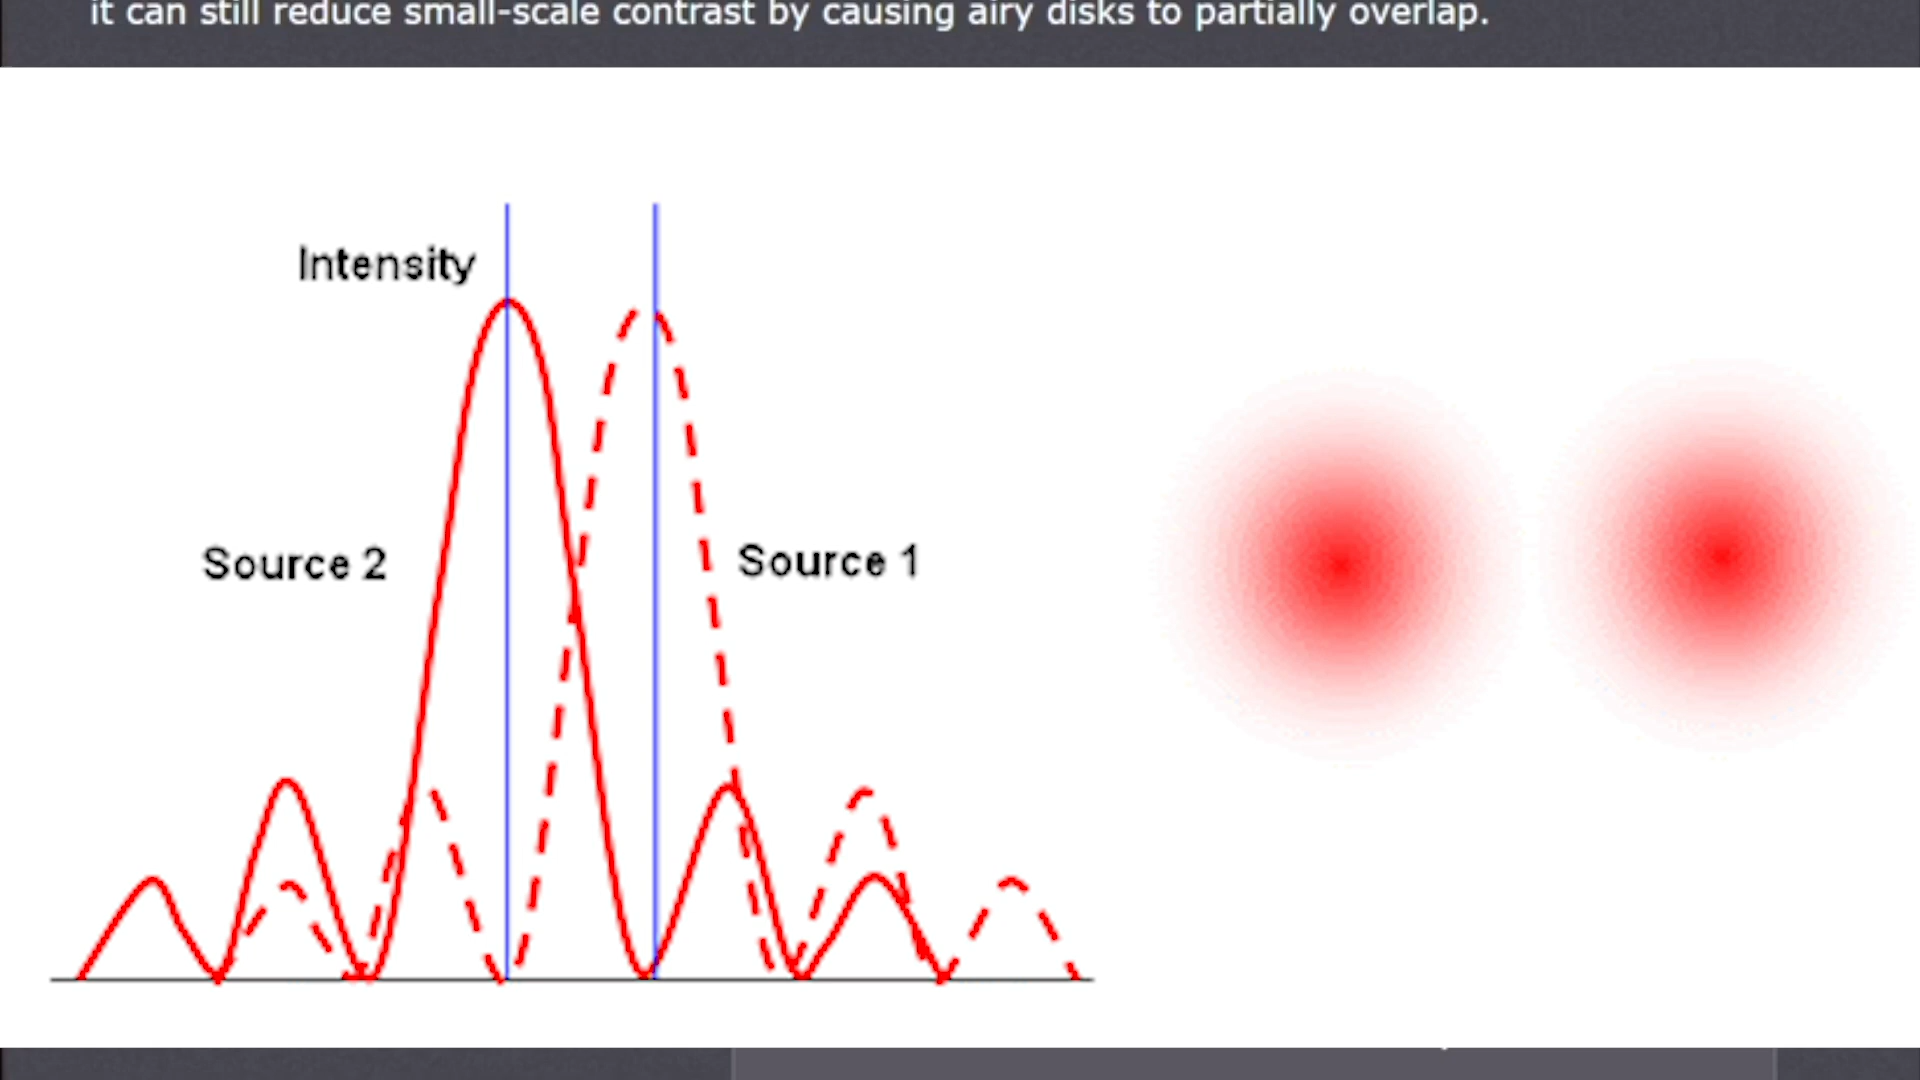 it can still reduce small-scale contrast by causing airy disks to partially overlap.
Intensity
Source 2
Source 1